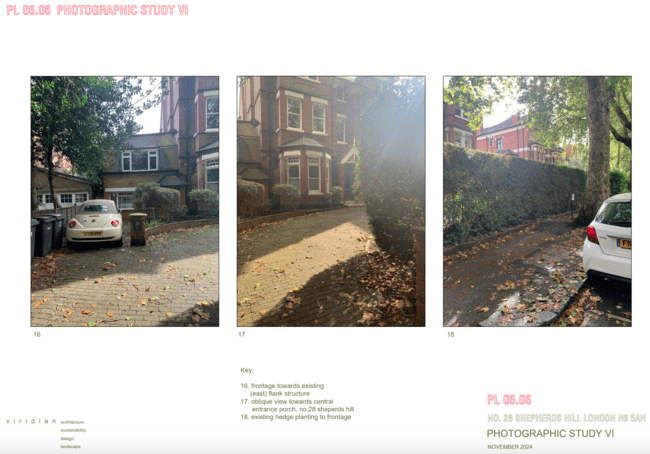 PL 06.06 PHOTOGRAPHIC STUDY VI
16
17
18
Key:
16. frontage towards existing
(east) flank structure
17. oblique view towards central
entrance porch, no.28 sheperds hill
18. existing hedge planting to frontage
viridian architecture
sustainability
design
landscape
PL 06.06
NO. 28 SHEPHERDS HILL LONDON N6 5AH
PHOTOGRAPHIC STUDY VI
NOVEMBER 2024